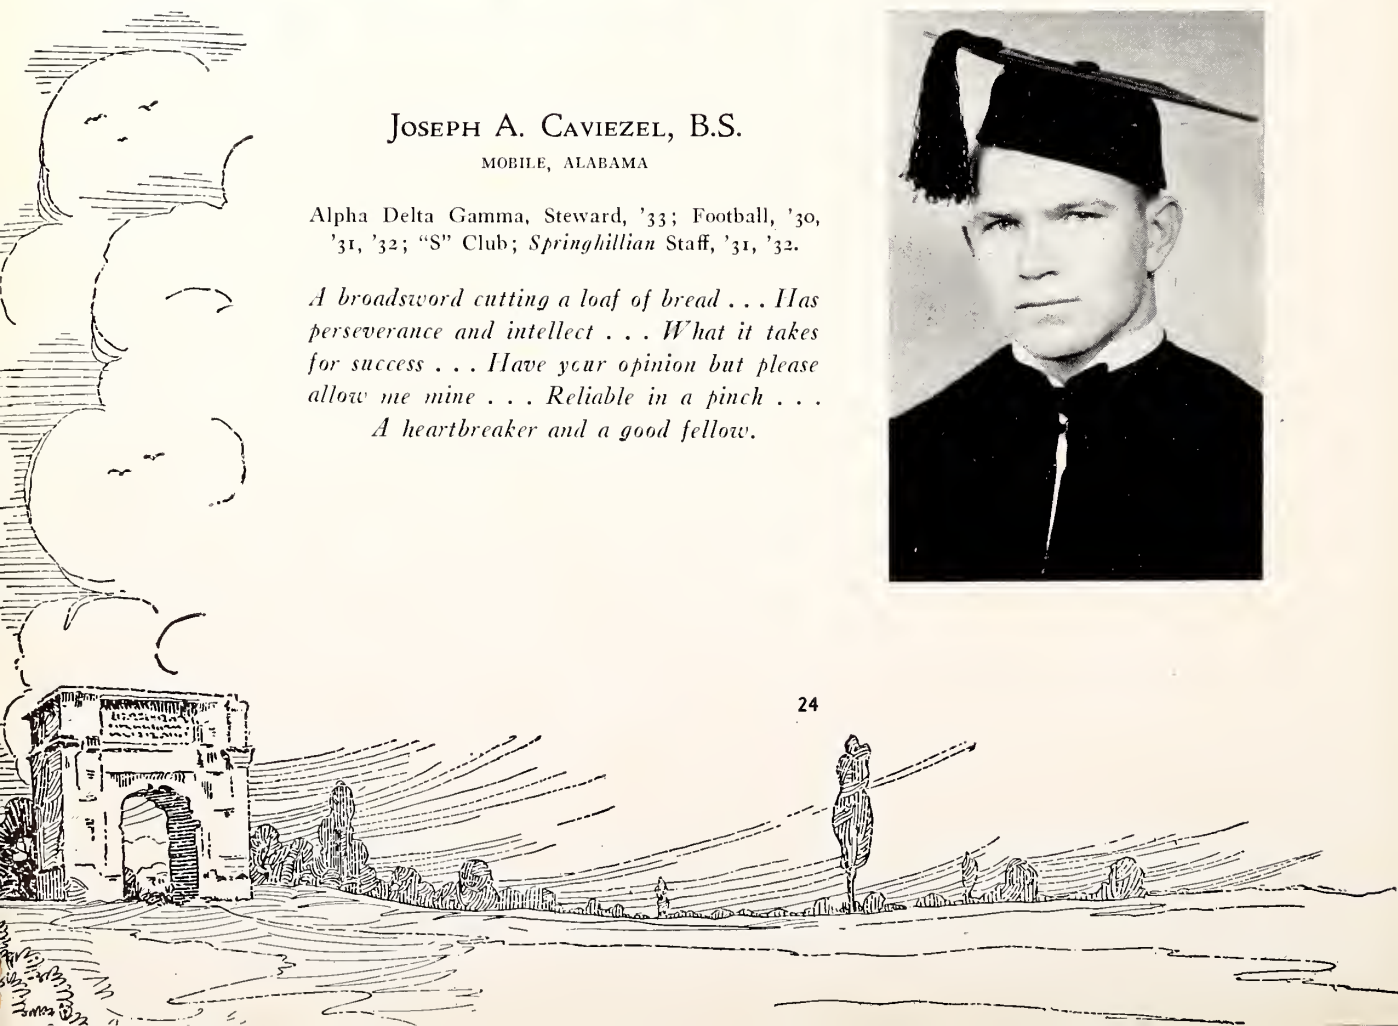 Joseph A. Caviezel, B.S.
MOBILE, ALABAMA
Alpha Delta Gamma, Steward, '33; Football, '30,
'31, '32; "S" Club; Springhillian Staff, '31, '32.
A broadsword cutting a loaf of bread . . . Has
perseverance and intellect . . . What it takes
for success . . . Have your opinion but please
allow me mine . . . Reliable in a pinch . . .
A heartbreaker and a good fellow.
24